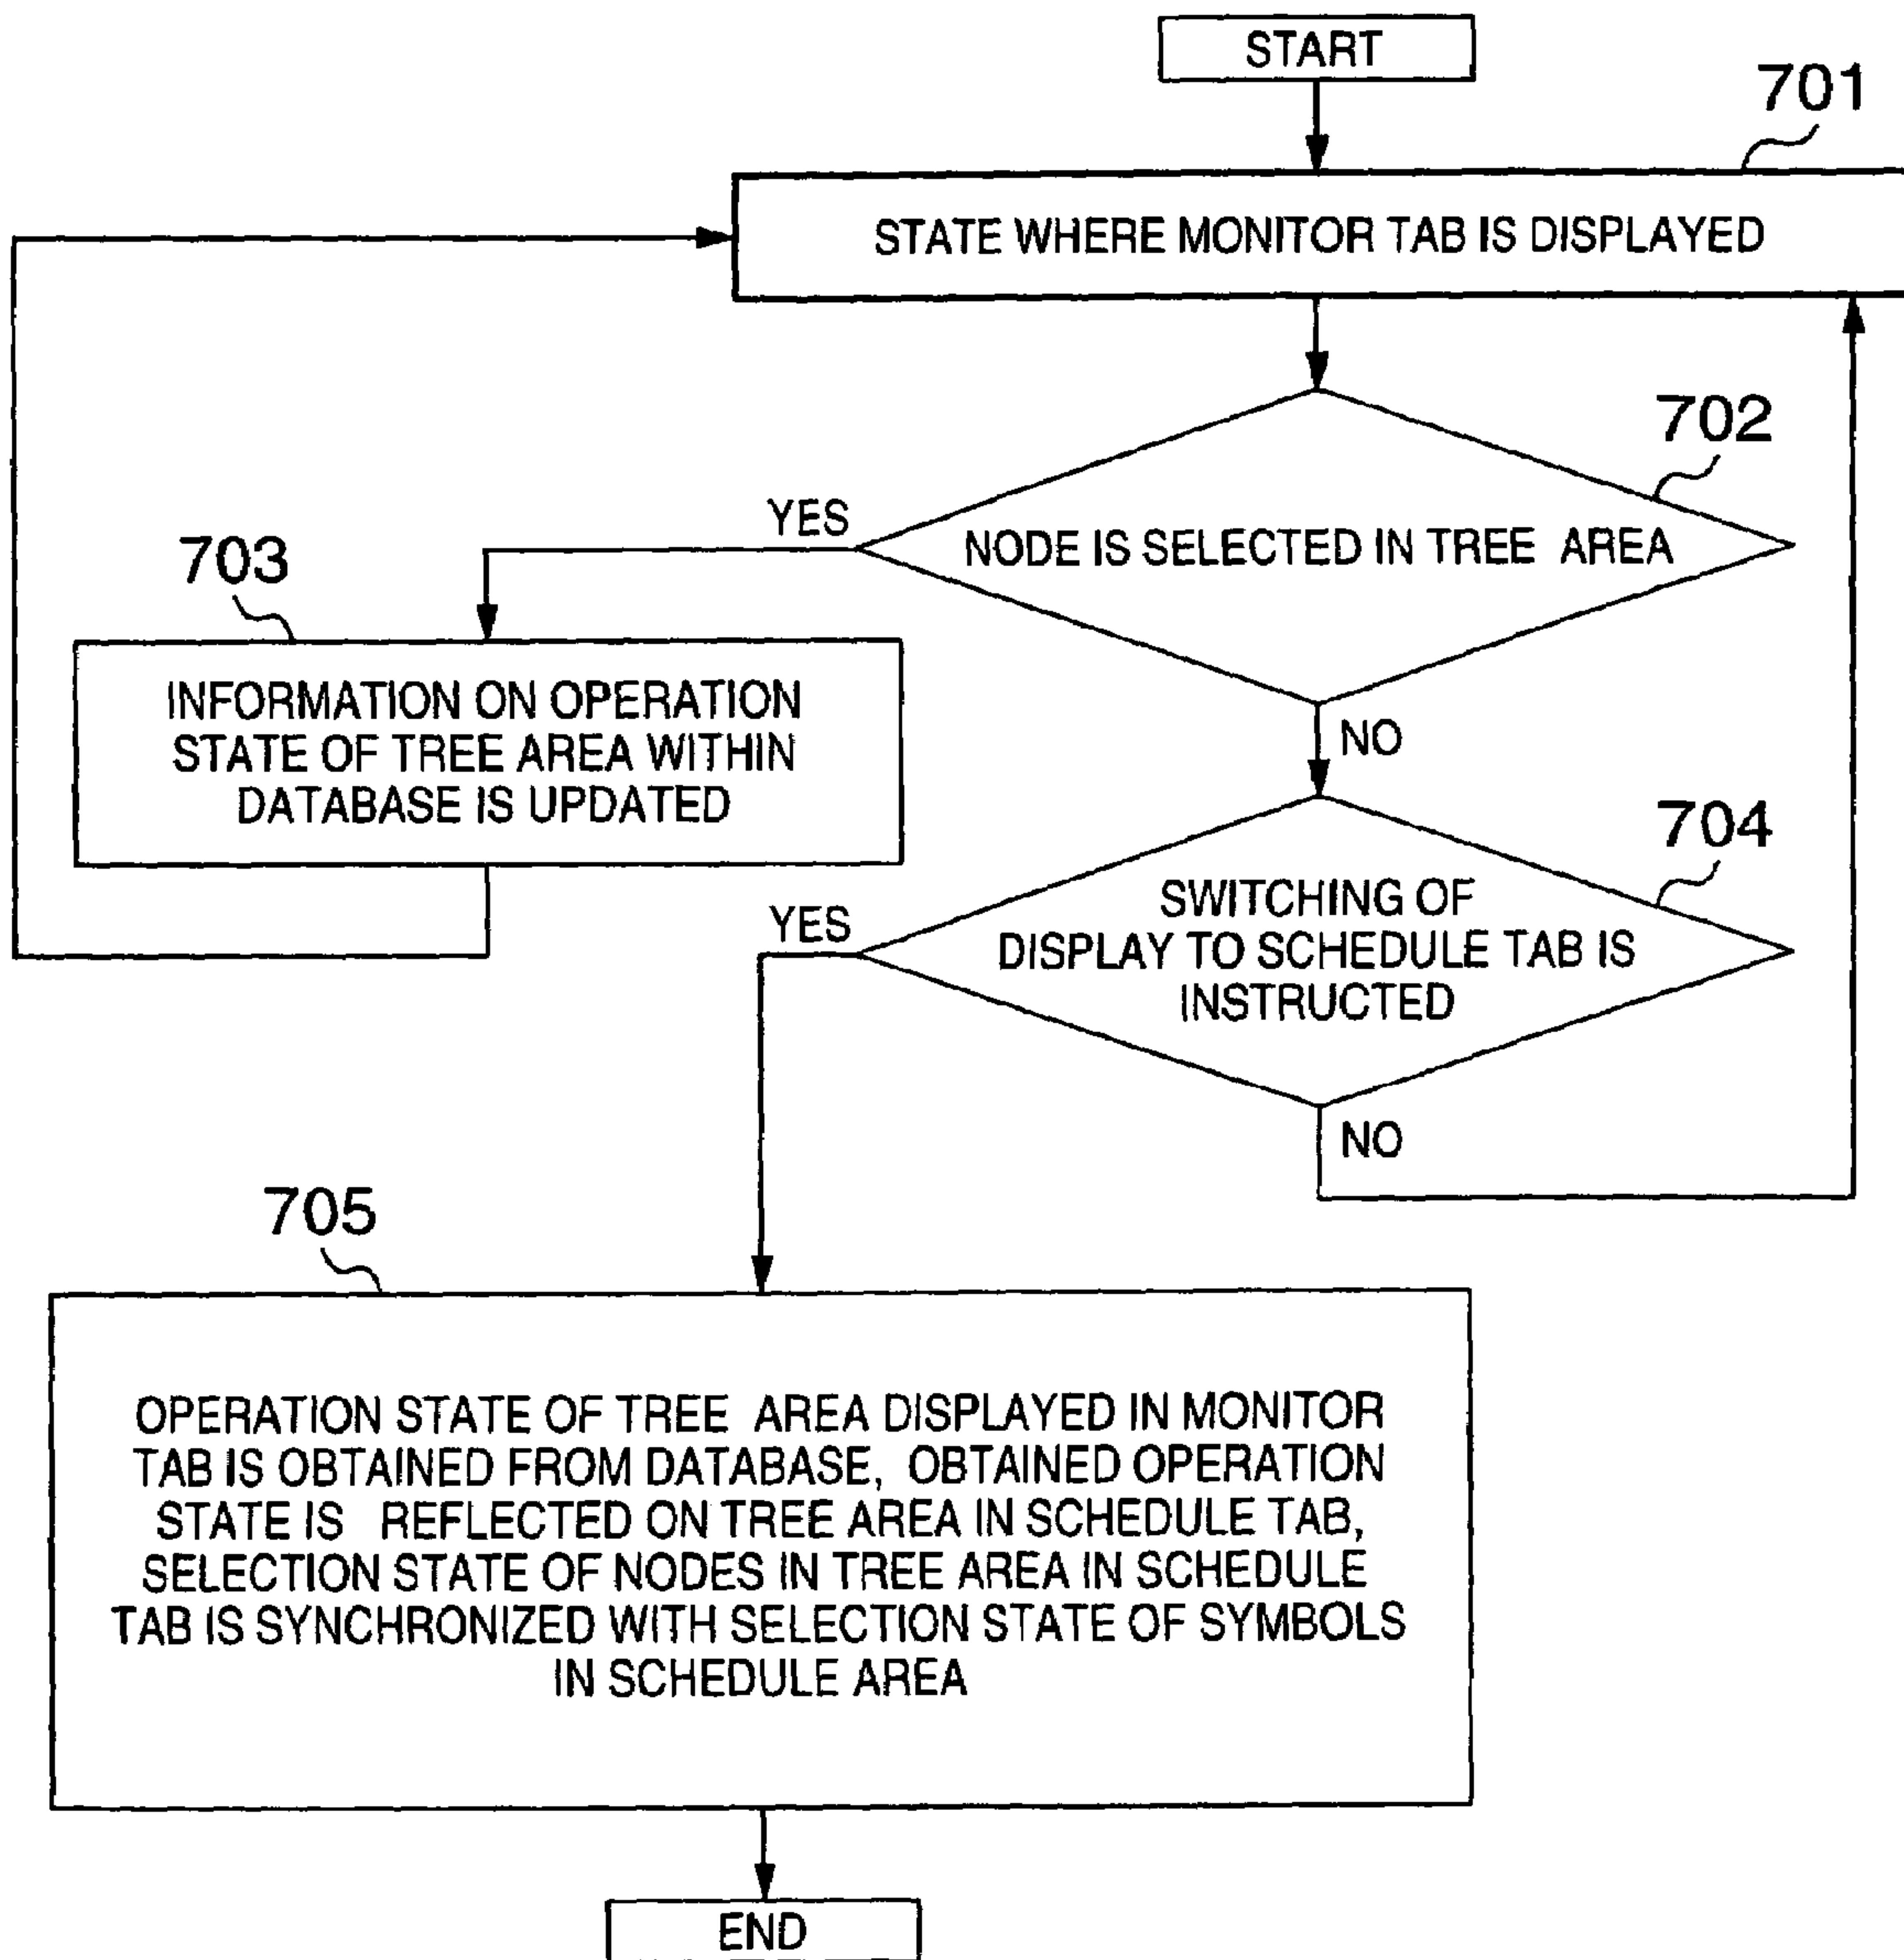 START
701
STATE WHERE MONITOR TAB IS DISPLAYED
702
YES
NODE IS SELECTED IN TREE AREA
703
INFORMATION ON OPERATION
STATE OF TREE AREA WITHIN
DATABASE IS UPDATED
NO
704
YES
SWITCHING OF
DISPLAY TO SCHEDULE TAB IS
INSTRUCTED
NO
705
OPERATION STATE OF TREE AREA DISPLAYED IN MONITOR
TAB IS OBTAINED FROM DATABASE, OBTAINED OPERATION
STATE IS REFLECTED ON TREE AREA IN SCHEDULE TAB,
SELECTION STATE OF NODES IN TREE AREA IN SCHEDULE
TAB IS SYNCHRONIZED WITH SELECTION STATE OF SYMBOLS
IN SCHEDULE AREA
END